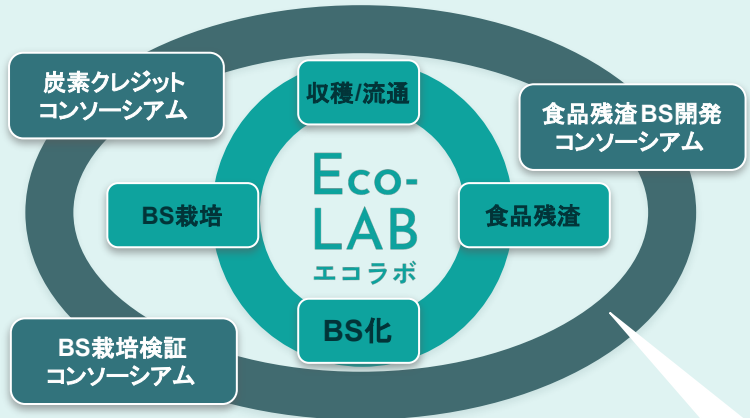 炭素クレジット
コンソーシアム
収穫/流通
食品残渣BS開発
コンソーシアム
Eco-
LAB
エコラボ
BS栽培
食品残渣
BS化
BS栽培検証
コンソーシアム